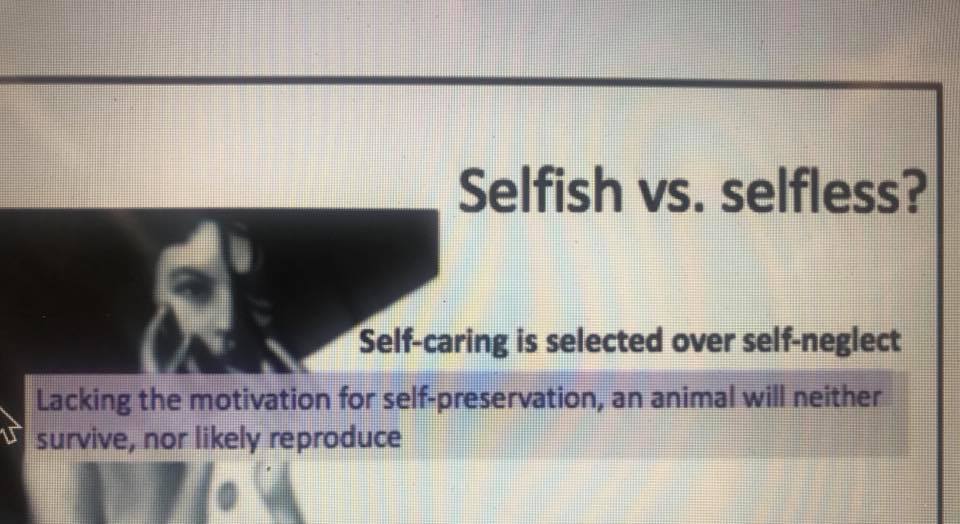 Selfish vs. selfless?
Self-caring is selected over self-neglect
Lacking the motivation for self-preservation, an animal will neither
survive, nor likely reproduce